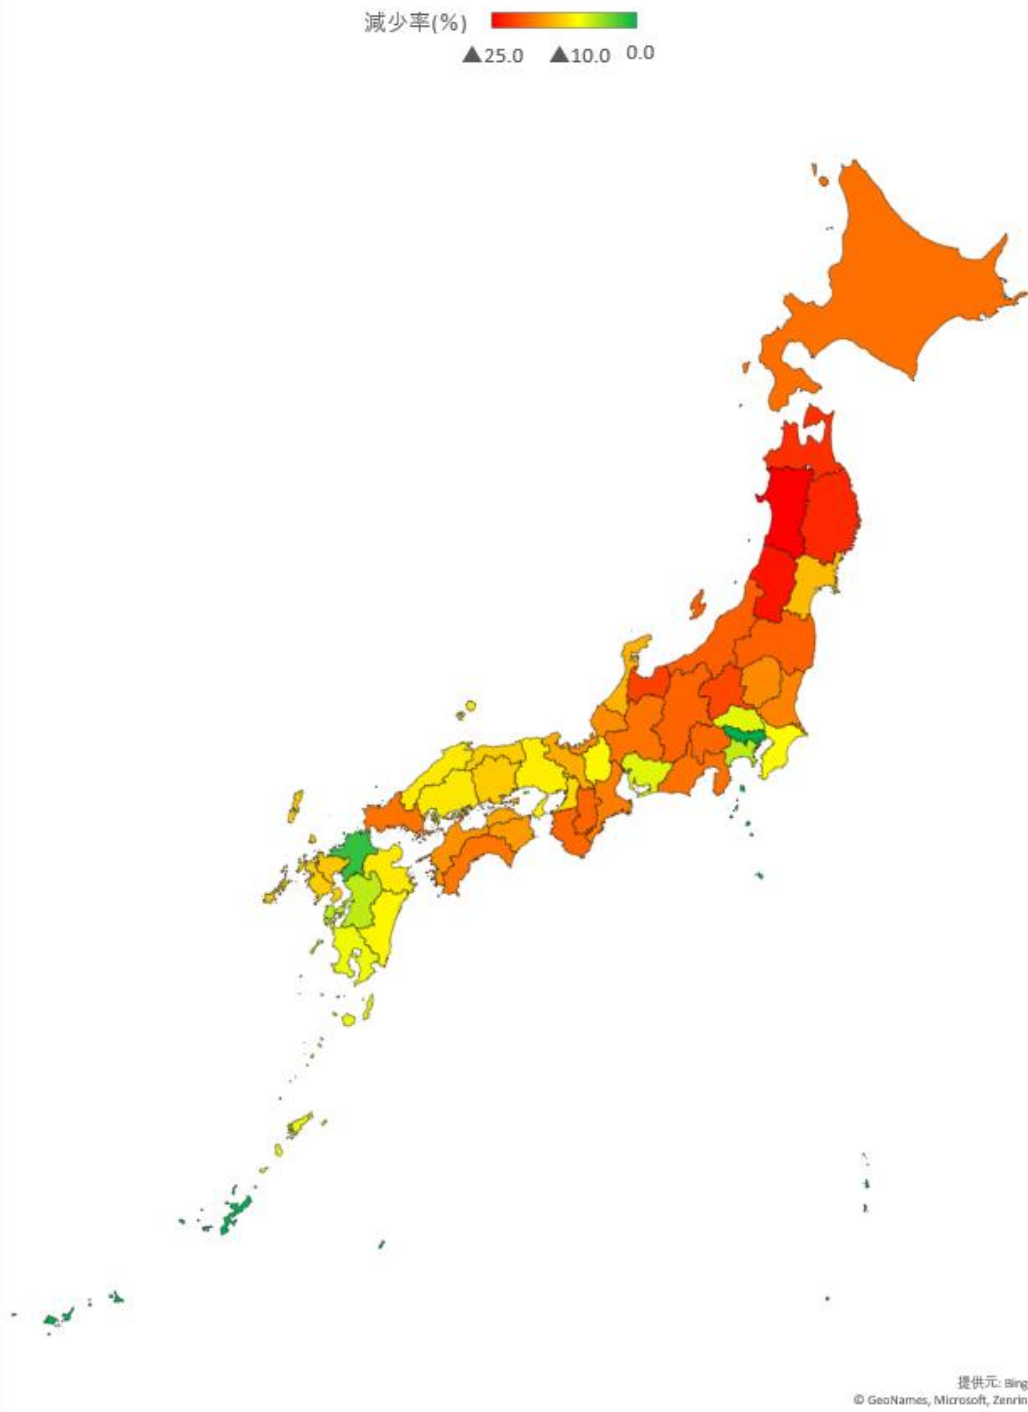 減少率(%)
▲25.0 ▲10.0 0.0
提供元: Bing
© GeoNames, Microsoft, Zenrin